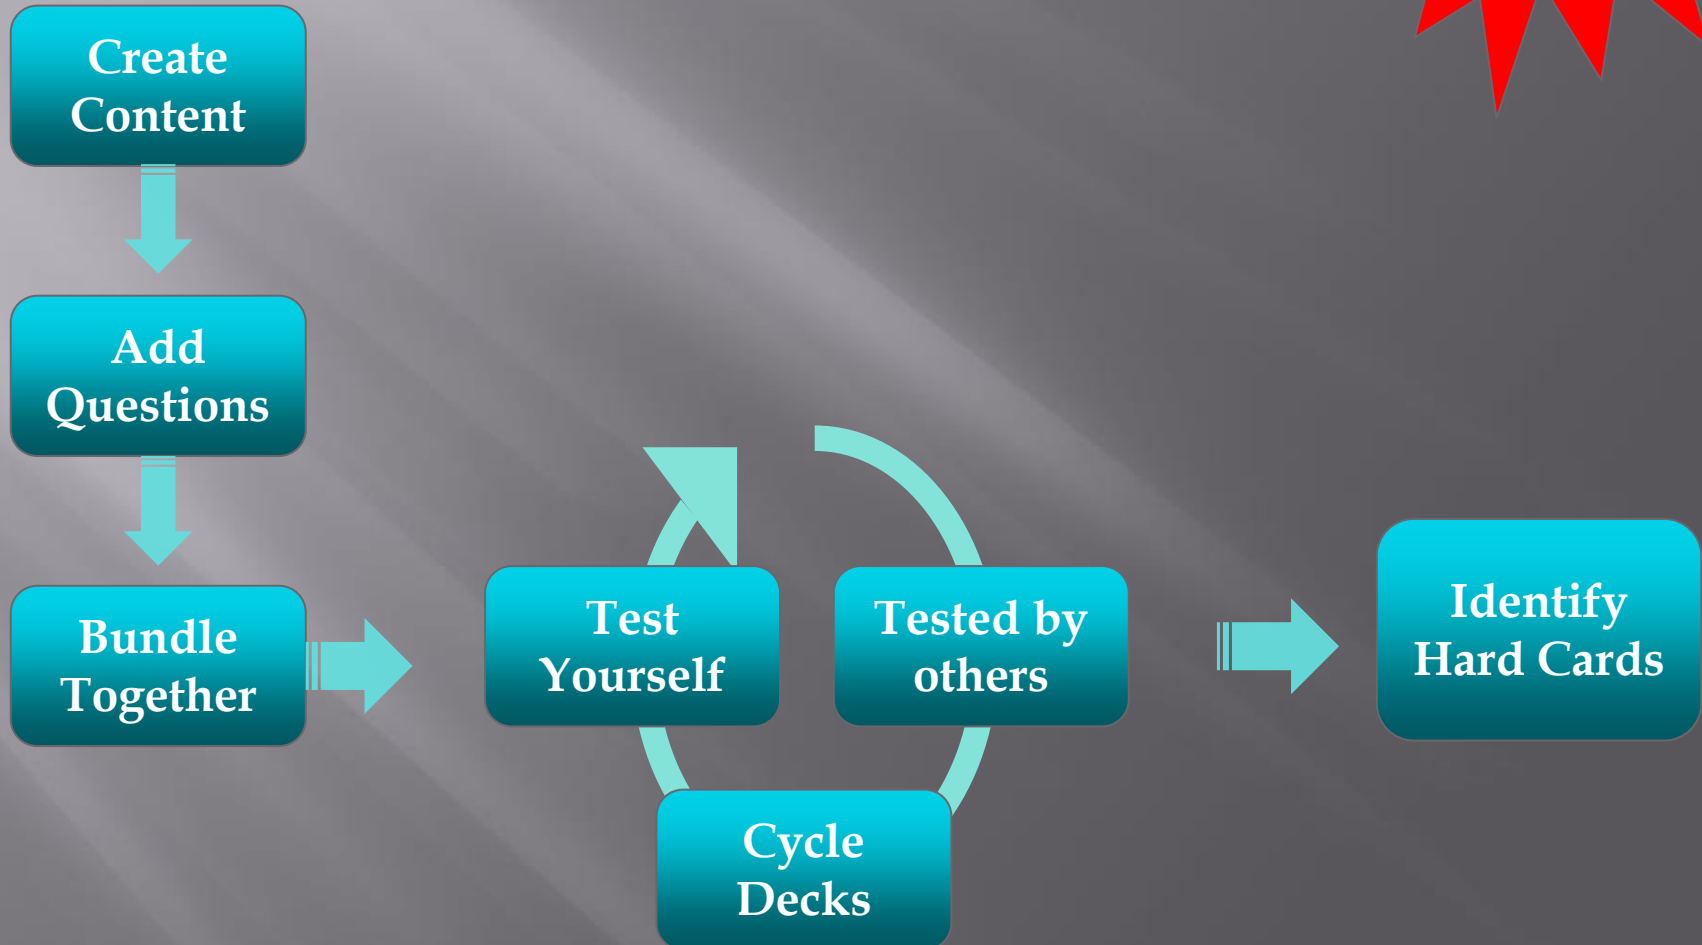 Create
Content
Add
Questions
Bundle
Together
Test
Yourself
Tested by
others
Cycle
Decks
Identify
Hard Cards